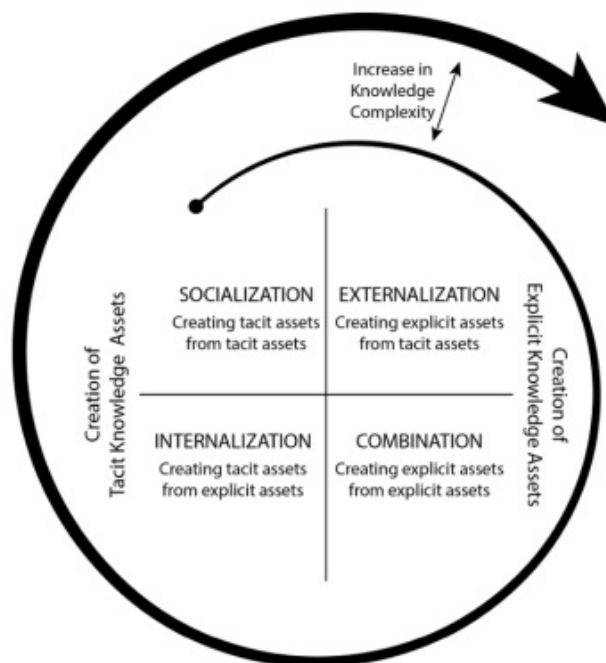 Increase in
Knowledge
Complexity
SOCIALIZATION
Creating tacit assets
from tacit assets
EXTERNALIZATION
Creating explicit assets
from tacit assets
Creation of
Tacit Knowledge Assets
Creation of
Explicit Knowledge Assets
INTERNALIZATION
Creating tacit assets
from explicit assets
COMBINATION
Creating explicit assets
from explicit assets